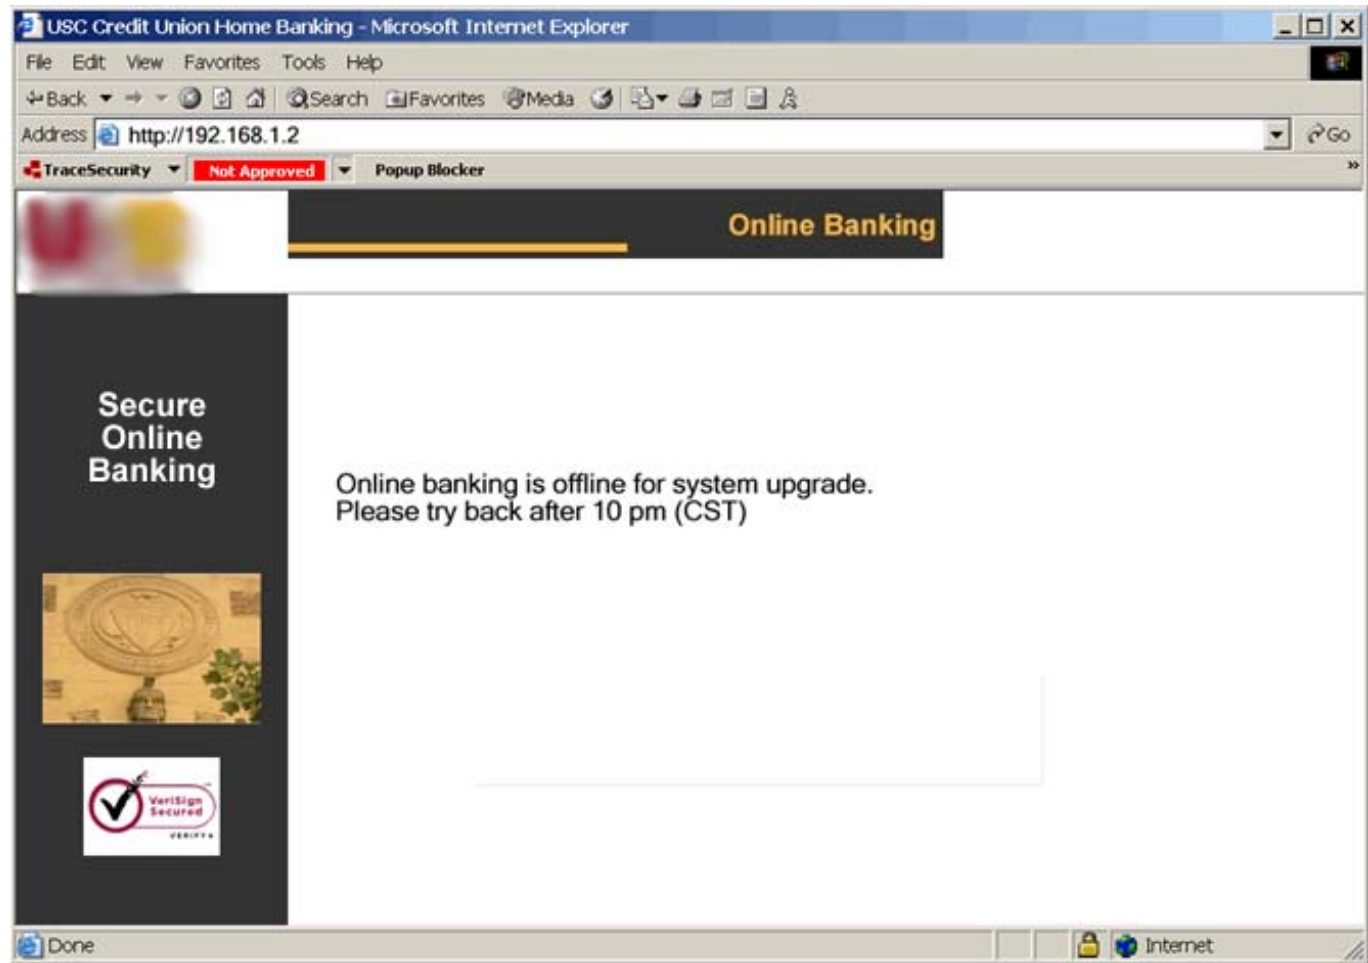 USC Credit Union Home Banking - Microsoft Internet Explorer
File Edit View Favorites Tools Help
Back Search Favorites Media
Address http://192.168.1.2 Go
TraceSecurity Not Approved Popup Blocker »
Online Banking
Secure
Online
Banking
Online banking is offline for system upgrade.
Please try back after 10 pm (CST)
VeriSign
Secured
VERIFY
Done Internet